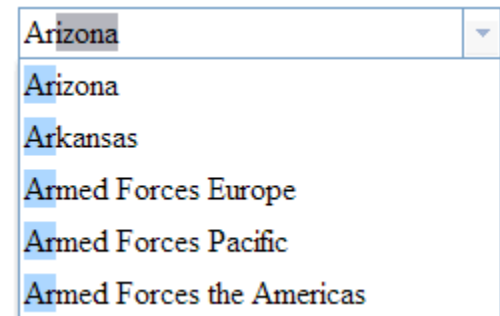 Arizona
Arizona
Arkansas
Armed Forces Europe
Armed Forces Pacific
Armed Forces the Americas